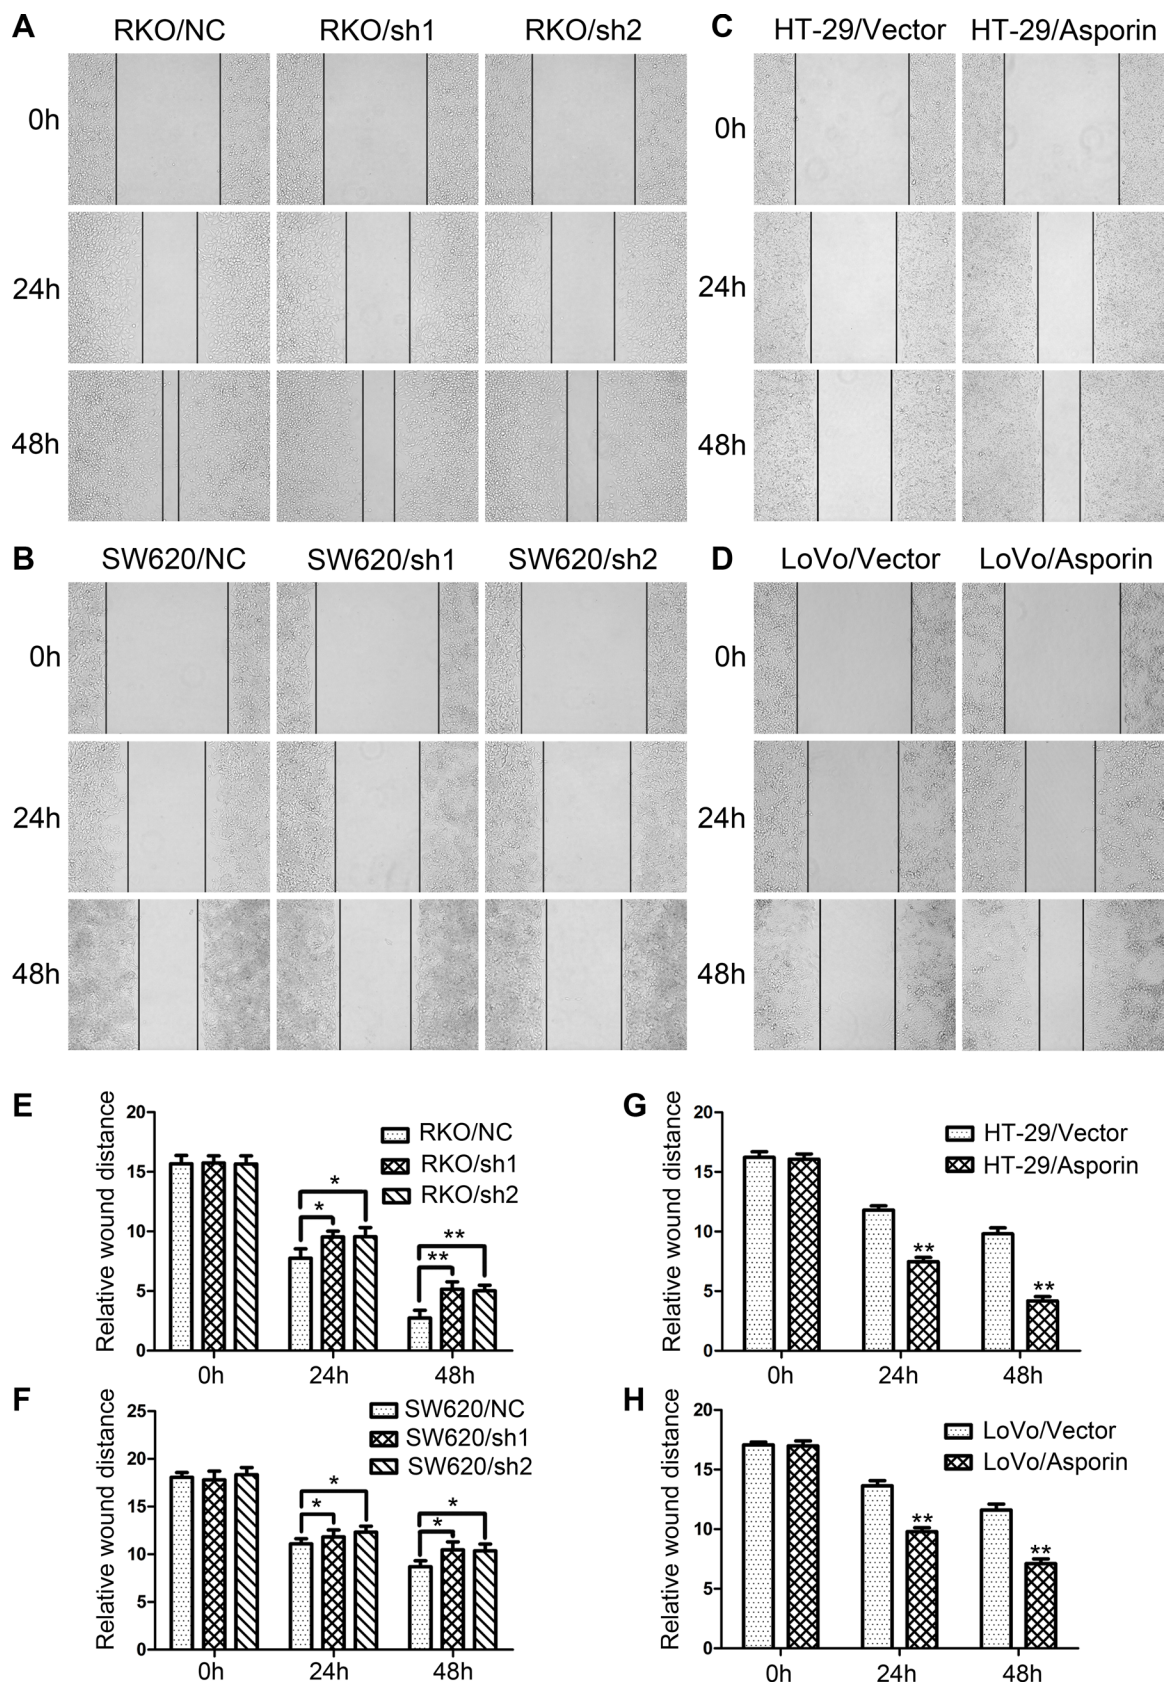 A
RKO/NC
RKO/sh1
RKO/sh2
0h
24h
48h
C
HT-29/Vector
HT-29/Asporin
0h
24h
48h
B
SW620/NC
SW620/sh1
SW620/sh2
0h
24h
48h
D
LoVo/Vector
LoVo/Asporin
0h
24h
48h
E
Relative wound distance
20
15
10
5
0
RKO/NC
RKO/sh1
RKO/sh2
*
*
**
**
0h
24h
48h
G
Relative wound distance
20
15
10
5
0
HT-29/Vector
HT-29/Asporin
**
**
0h
24h
48h
F
Relative wound distance
25
20
15
10
5
0
SW620/NC
SW620/sh1
SW620/sh2
*
*
*
*
0h
24h
48h
H
Relative wound distance
20
15
10
5
0
LoVo/Vector
LoVo/Asporin
**
**
0h
24h
48h